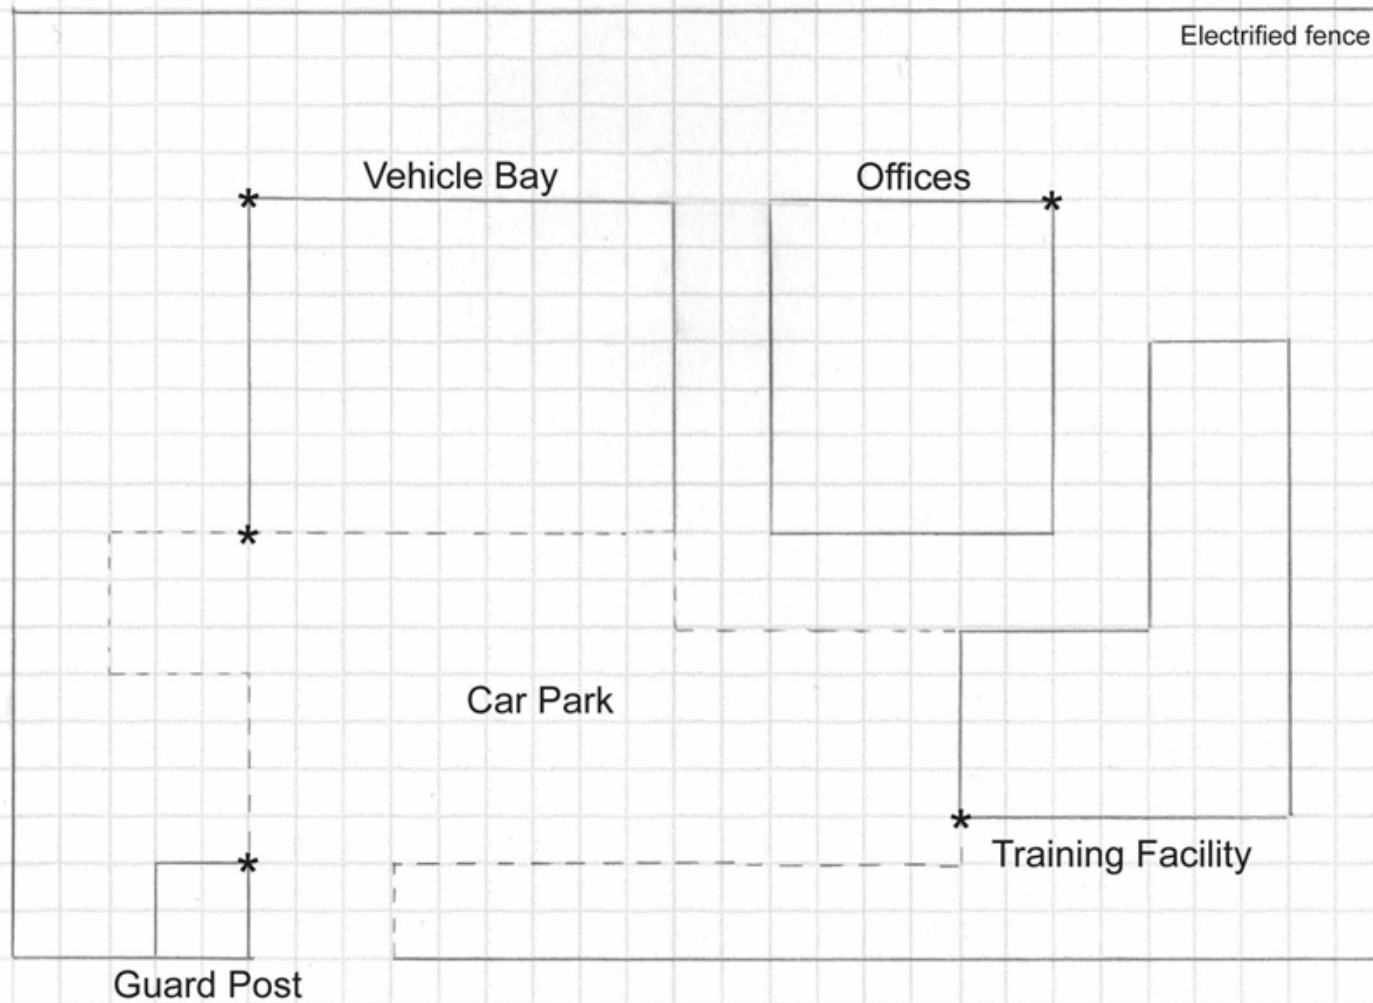 Electrified fence
Vehicle Bay
Offices
*
*
*
Car Park
*
Training Facility
*
Guard Post